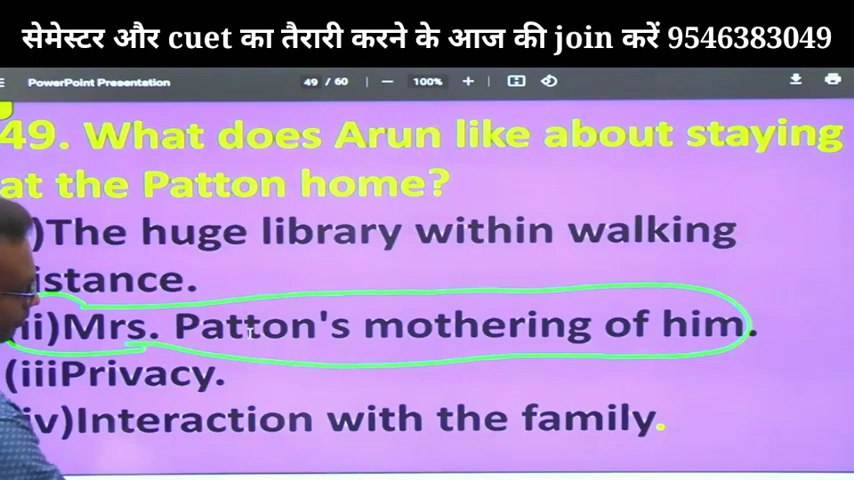 सेमेस्टर और cuet का तैरारी करने के आज की join करें 9546383049
PowerPoint Presentation 49 / 60 | — 100% + |
49. What does Arun like about staying
at the Patton home?
)The huge library within walking
istance.
ii)Mrs. Patton's mothering of him.
(iiiPrivacy.
iv)Interaction with the family.